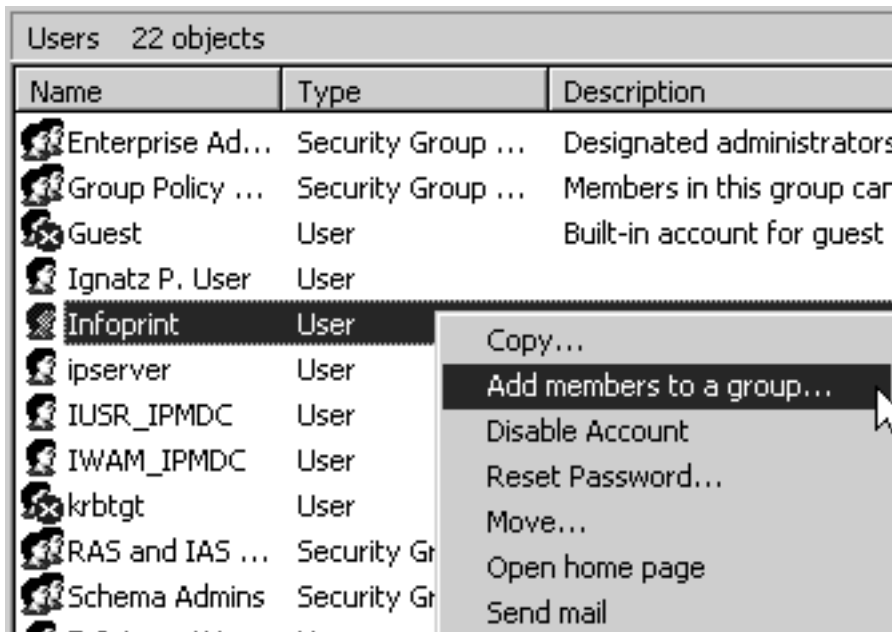 Users 22 objects
Name Type Description
Enterprise Ad... Security Group ... Designated administrators
Group Policy ... Security Group ... Members in this group can
Guest User Built-in account for guest
Ignatz P. User User
Infoprint User
Copy...
ipserver User
Add members to a group...
IUSR_IPMDC User
Disable Account
IWAM_IPMDC User
Reset Password...
krbtgt User
Move...
RAS and IAS ... Security Gr
Open home page
Schema Admins Security Gr
Send mail